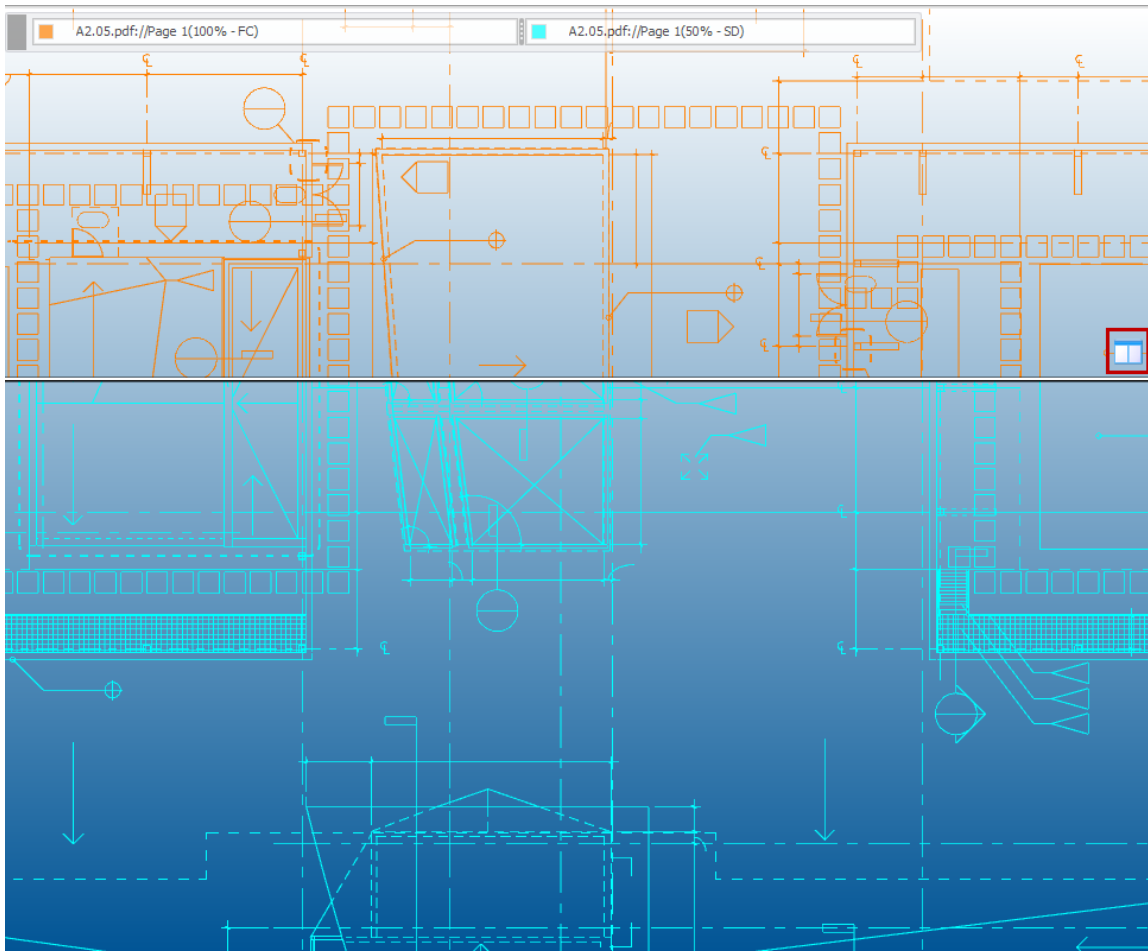 A2.05.pdf://Page 1(100% - FC)
A2.05.pdf://Page 1(50% - SD)
℄ ℄ ℄ ℄
℄
℄
℄
℄
℄
℄ ℄